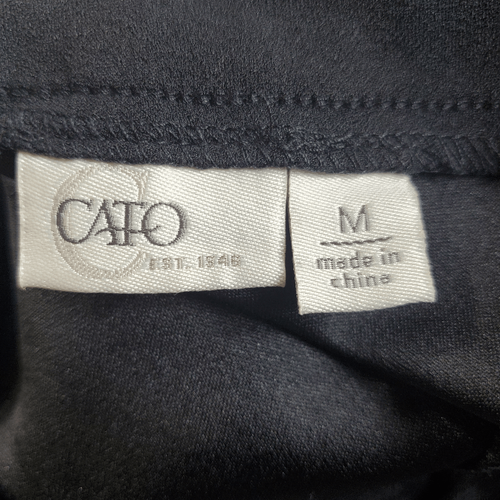 CATO
EST. 1946
M
made in
china